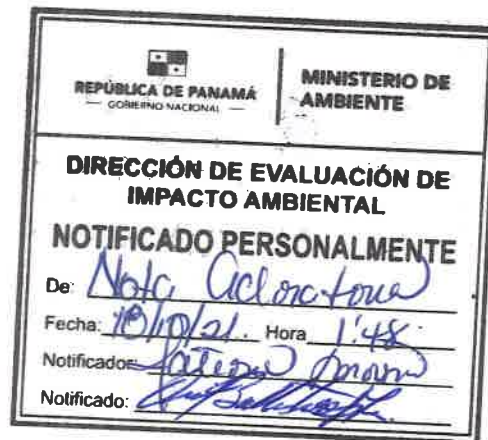 REPÚBLICA DE PANAMÁ
— GOBIERNO NACIONAL —
MINISTERIO DE
AMBIENTE
DIRECCIÓN DE EVALUACIÓN DE
IMPACTO AMBIENTAL
NOTIFICADO PERSONALMENTE
De: Nota aclaratoria
Fecha: 18/10/21. Hora 1:48
Notificador:
Notificado: